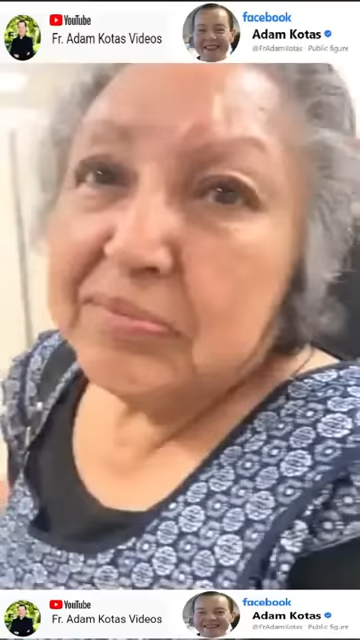 YouTube
Fr. Adam Kotas Videos
facebook
Adam Kotas
@FrAdamKotas · Public figure
YouTube
Fr. Adam Kotas Videos
facebook
Adam Kotas
@FrAdamKotas · Public figure